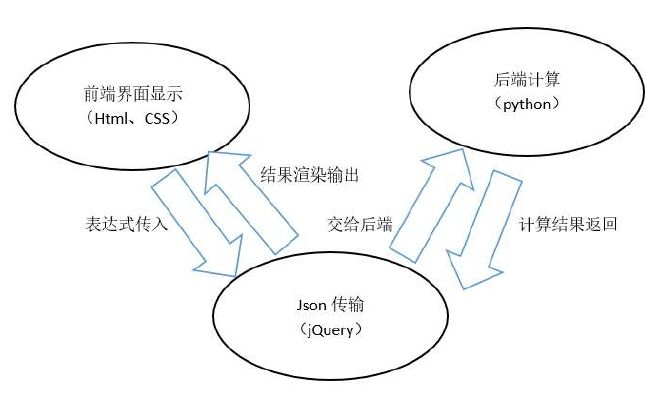 前端界面显示
（Html、CSS）
后端计算
（python）
结果渲染输出
表达式传入
交给后端
计算结果返回
Json 传输
（jQuery）